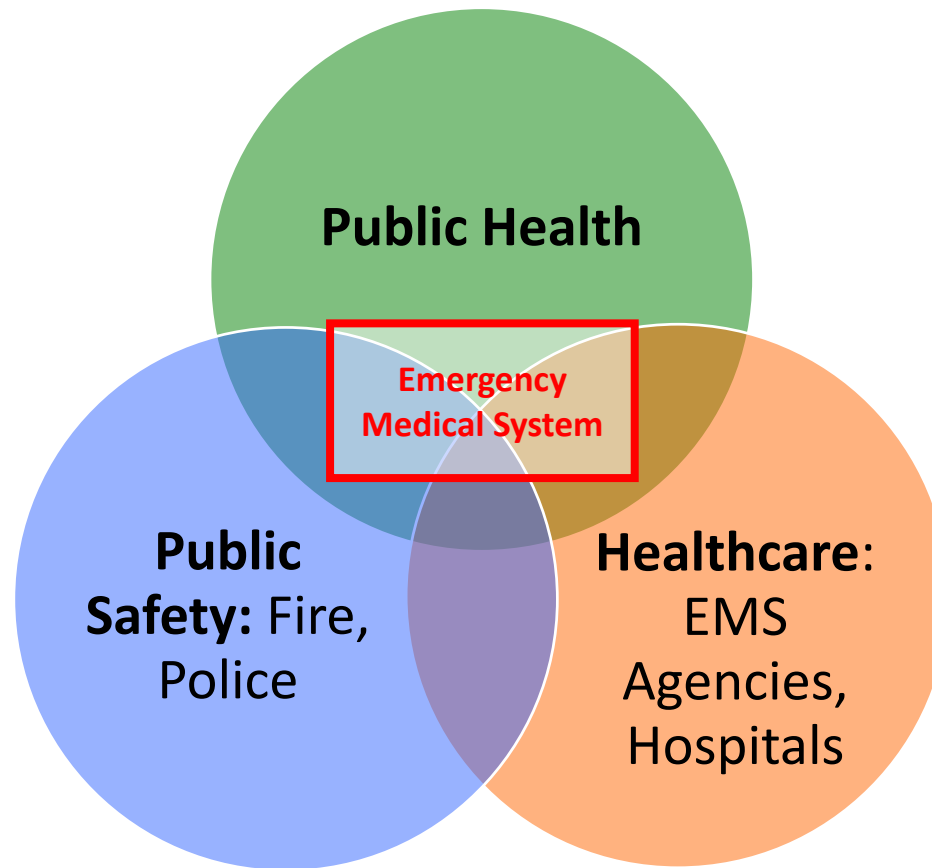 Public Health
Emergency
Medical System
Public
Safety: Fire,
Police
Healthcare:
EMS
Agencies,
Hospitals